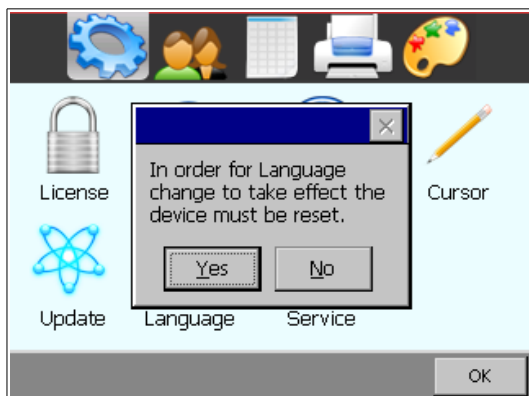 In order for Language
change to take effect the
device must be reset.
Yes
No
License
Cursor
Update
Language
Service
OK